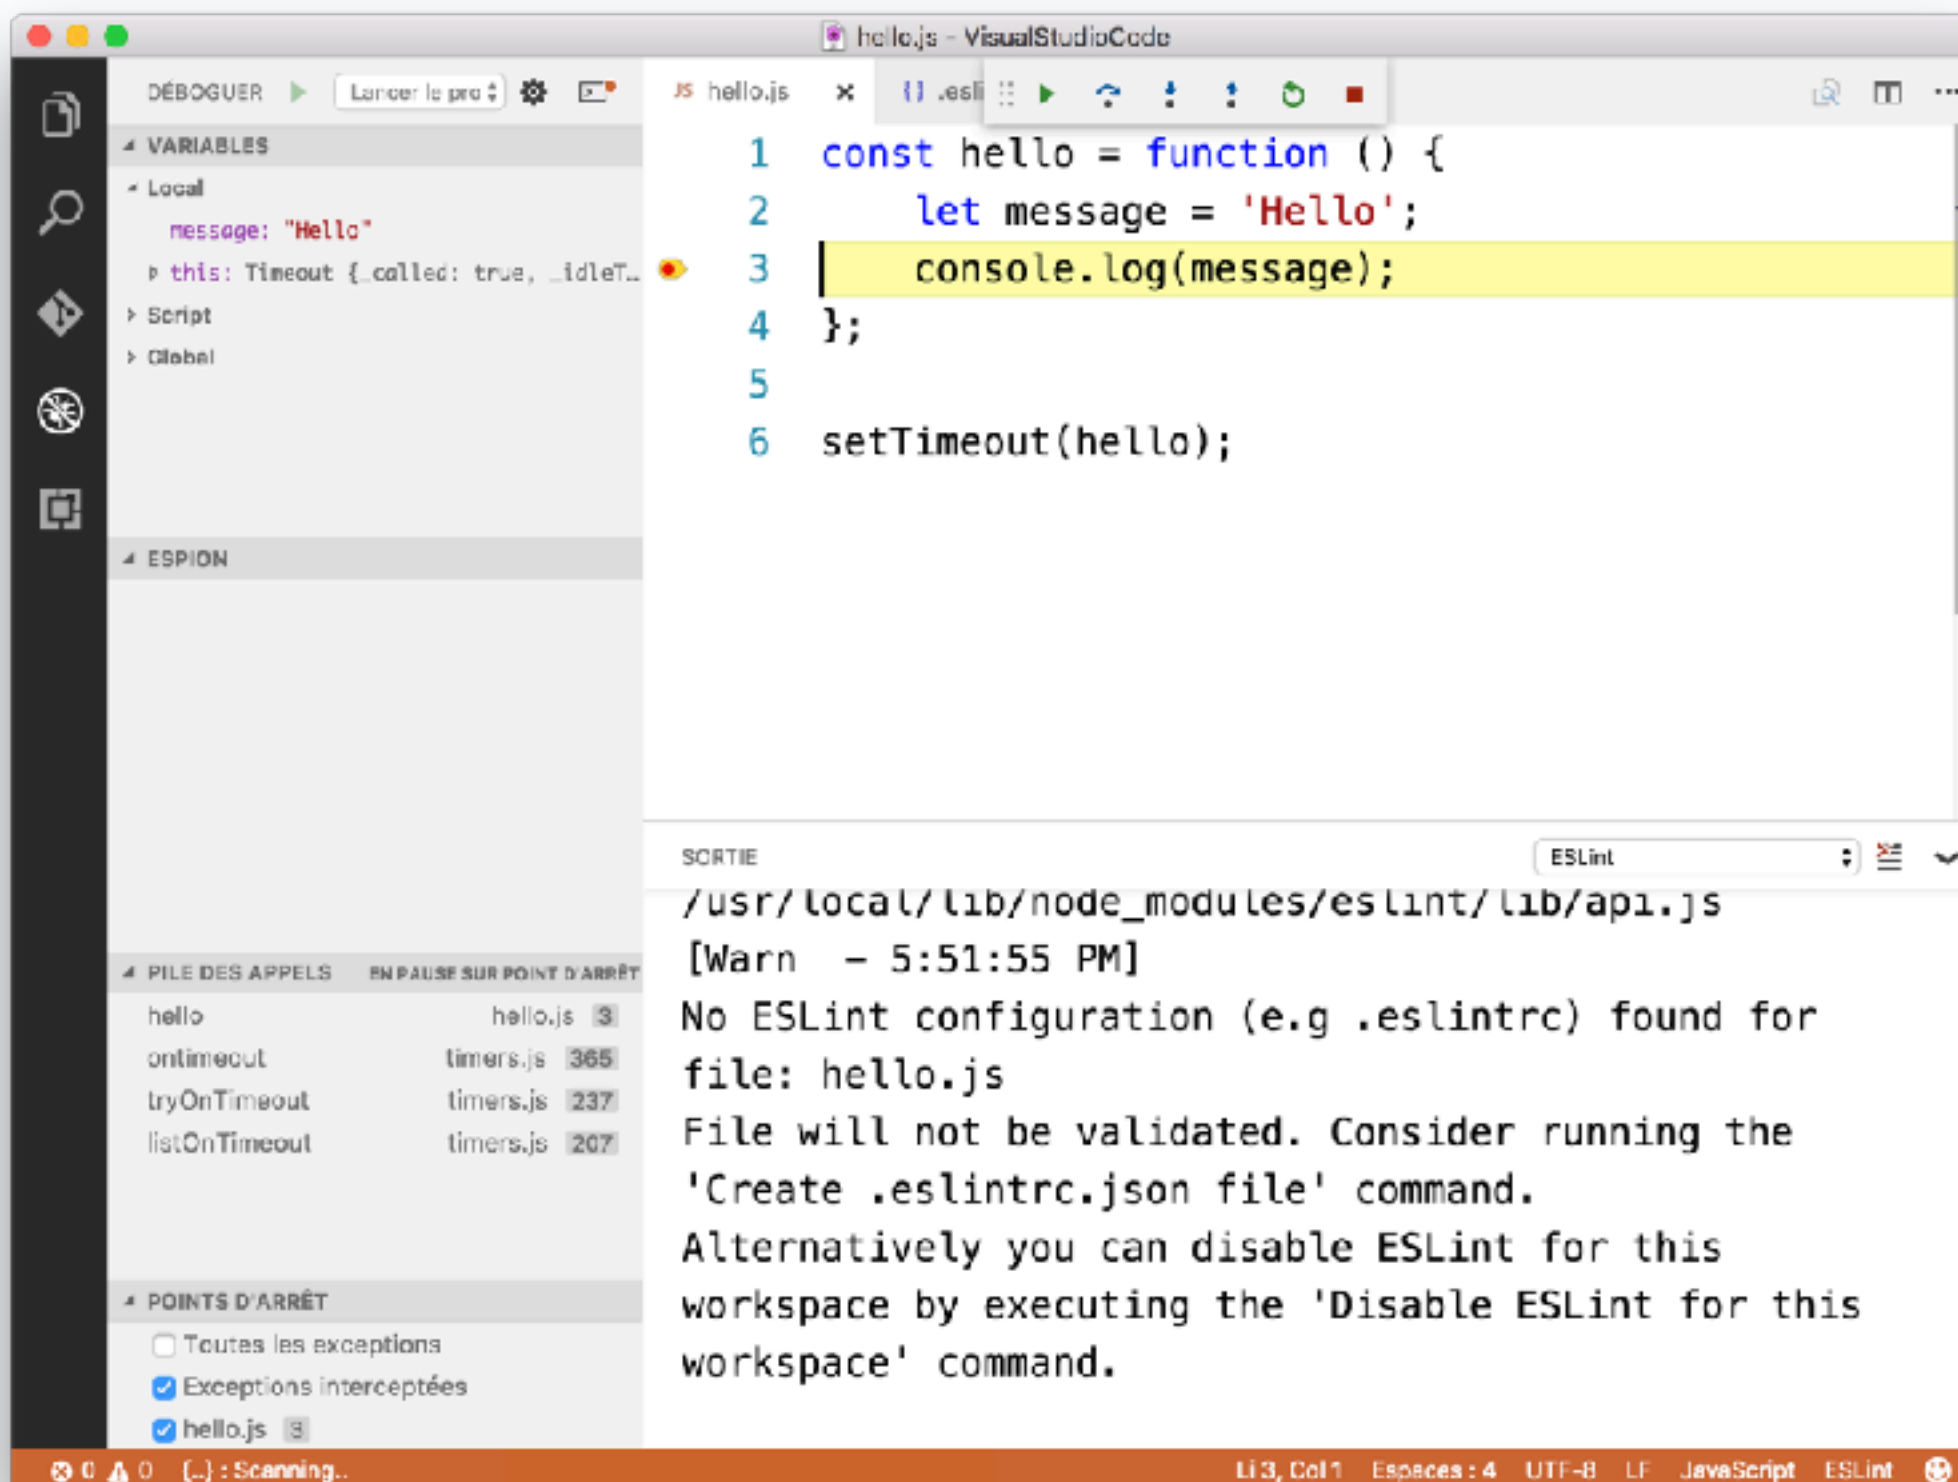 hello.js - VisualStudioCode
DÉBOGUER
Lancer le pro
JS hello.js
{} .esli
VARIABLES
Local
message: "Hello"
this: Timeout {_called: true, _idleT…
Script
Global
ESPION
PILE DES APPELS EN PAUSE SUR POINT D'ARRÊT
hello hello.js 3
ontimeout timers.js 365
tryOnTimeout timers.js 237
listOnTimeout timers.js 207
POINTS D'ARRÊT
Toutes les exceptions
Exceptions interceptées
hello.js 3
1 const hello = function () {
2 let message = 'Hello';
3 console.log(message);
4 };
5
6 setTimeout(hello);
SORTIE
ESLint
/usr/local/lib/node_modules/eslint/lib/api.js
[Warn  - 5:51:55 PM]
No ESLint configuration (e.g .eslintrc) found for
file: hello.js
File will not be validated. Consider running the
'Create .eslintrc.json file' command.
Alternatively you can disable ESLint for this
workspace by executing the 'Disable ESLint for this
workspace' command.
0 0 {..} : Scanning..
Li 3, Col 1 Espaces : 4 UTF-8 LF JavaScript ESLint